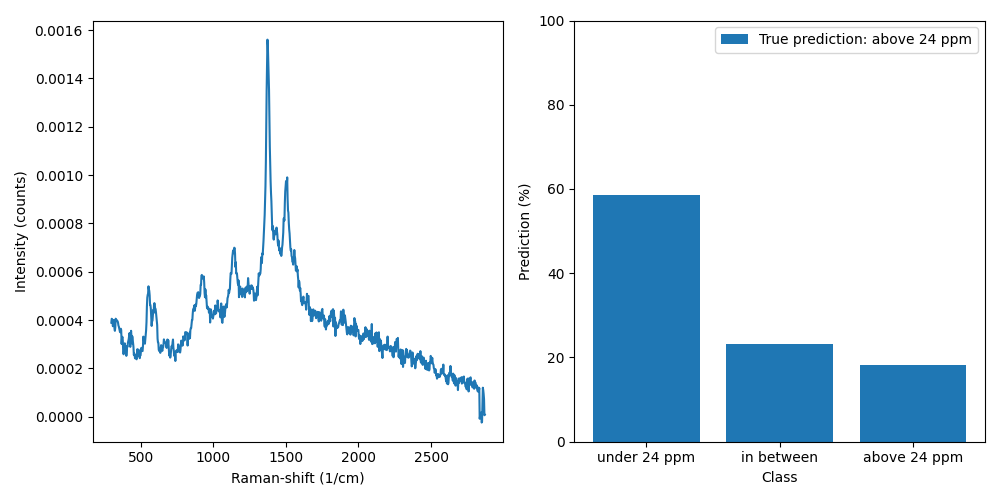 0.0016
0.0014
0.0012
0.0010
0.0008
0.0006
0.0004
0.0002
0.0000
Intensity (counts)
500 1000 1500 2000 2500
Raman-shift (1/cm)
100
80
60
40
20
0
Prediction (%)
True prediction: above 24 ppm
under 24 ppm in between above 24 ppm
Class